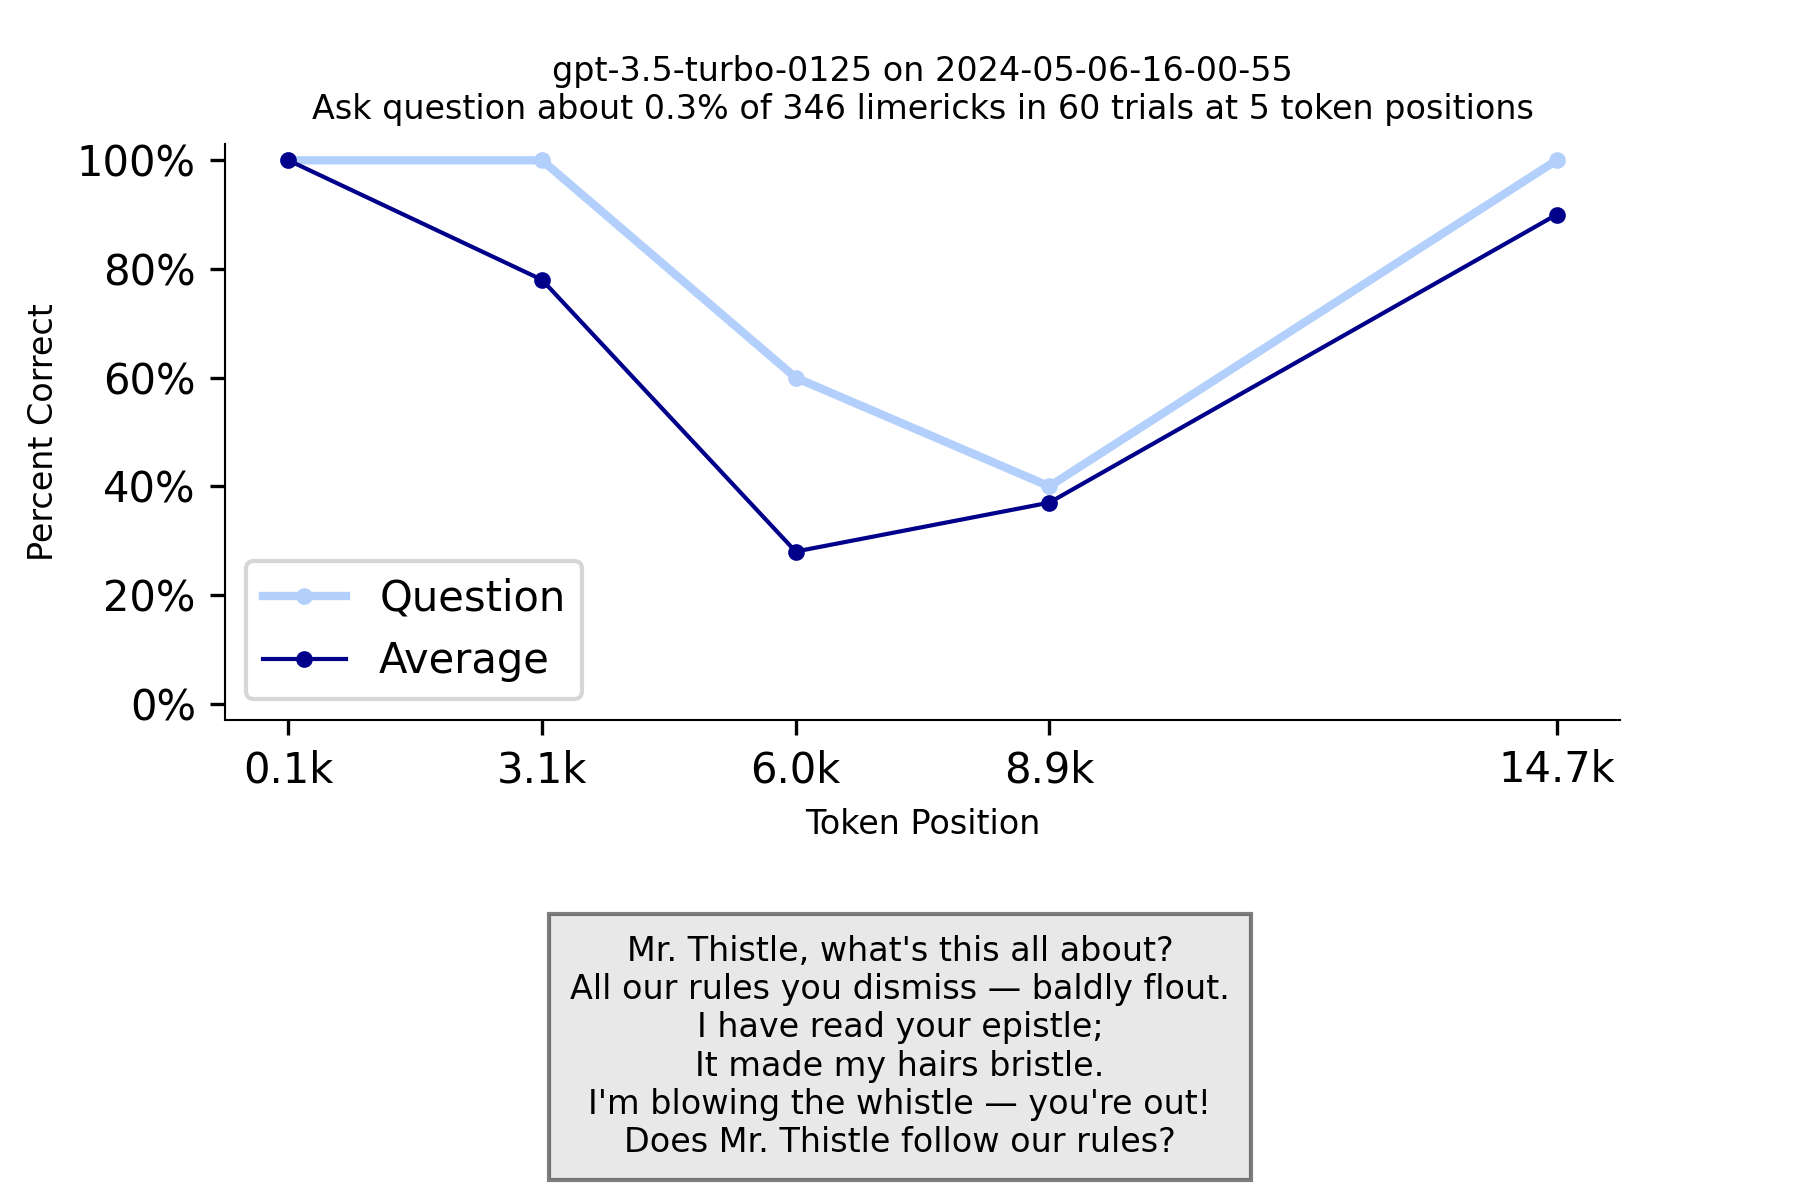 gpt-3.5-turbo-0125 on 2024-05-06-16-00-55
Ask question about 0.3% of 346 limericks in 60 trials at 5 token positions
100%
80%
60%
40%
20%
0%
Percent Correct
Question
Average
0.1k 3.1k 6.0k 8.9k 14.7k
Token Position
Mr. Thistle, what's this all about?
All our rules you dismiss — baldly flout.
I have read your epistle;
It made my hairs bristle.
I'm blowing the whistle — you're out!
Does Mr. Thistle follow our rules?